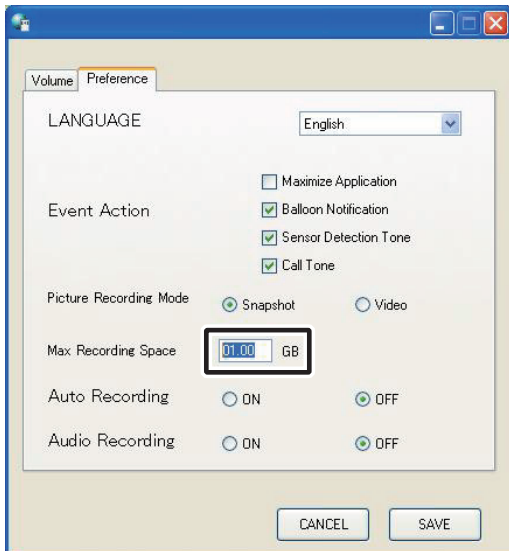 Volume Preference
LANGUAGE English
Maximize Application
Event Action Balloon Notification
Sensor Detection Tone
Call Tone
Picture Recording Mode Snapshot Video
Max Recording Space 01.00 GB
Auto Recording ON OFF
Audio Recording ON OFF
CANCEL SAVE